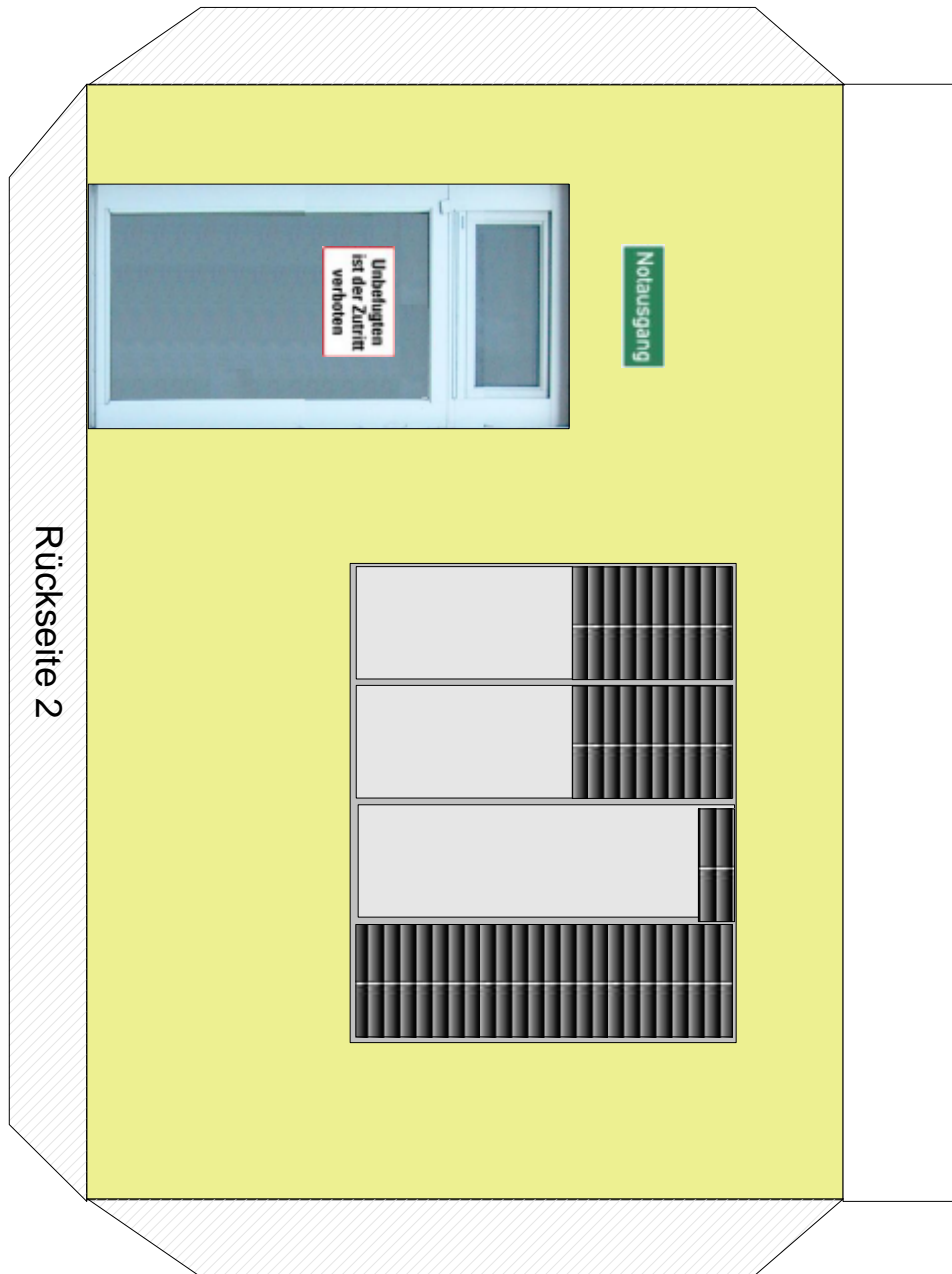 Notausgang
Unbefugten
ist der Zutritt
verboten
Rückseite 2